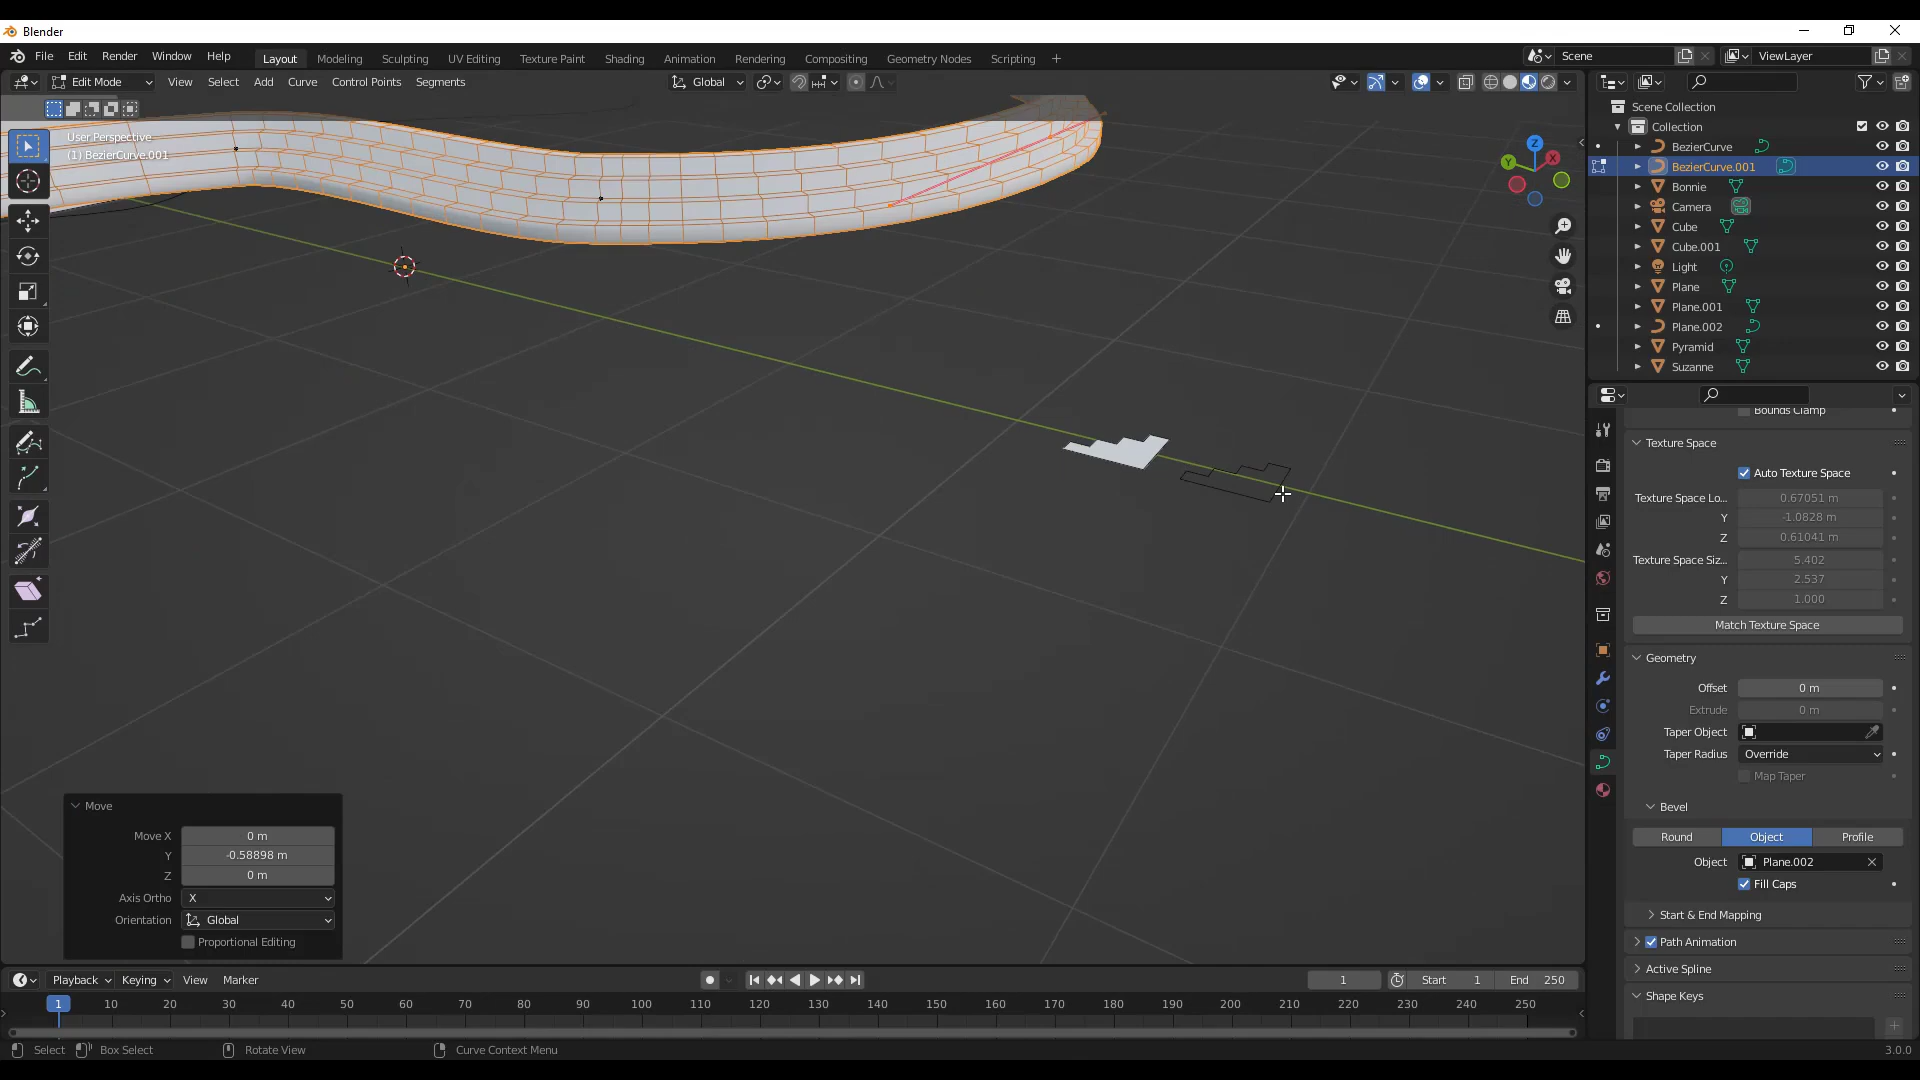 Blender
File Edit Render Window Help
Layout Modeling Sculpting UV Editing Texture Paint Shading Animation Rendering Compositing Geometry Nodes Scripting +
Scene
ViewLayer
Edit Mode View Select Add Curve Control Points Segments
Global
User Perspective
(1) BezierCurve.001
Z
Y
X
Scene Collection
Collection
BezierCurve
BezierCurve.001
Bonnie
Camera
Cube
Cube.001
Light
Plane
Plane.001
Plane.002
Pyramid
Suzanne
Bounds Clamp
Texture Space
Auto Texture Space
Texture Space Lo... 0.67051 m
Y -1.0828 m
Z 0.61041 m
Texture Space Siz... 5.402
Y 2.537
Z 1.000
Match Texture Space
Geometry
Offset 0 m
Extrude 0 m
Taper Object
Taper Radius Override
Map Taper
Bevel
Round Object Profile
Object Plane.002
Fill Caps
Start & End Mapping
Path Animation
Active Spline
Shape Keys
Move
Move X 0 m
Y -0.58898 m
Z 0 m
Axis Ortho X
Orientation Global
Proportional Editing
Playback Keying View Marker
1 Start 1 End 250
1 10 20 30 40 50 60 70 80 90 100 110 120 130 140 150 160 170 180 190 200 210 220 230 240 250
Select Box Select Rotate View Curve Context Menu 3.0.0